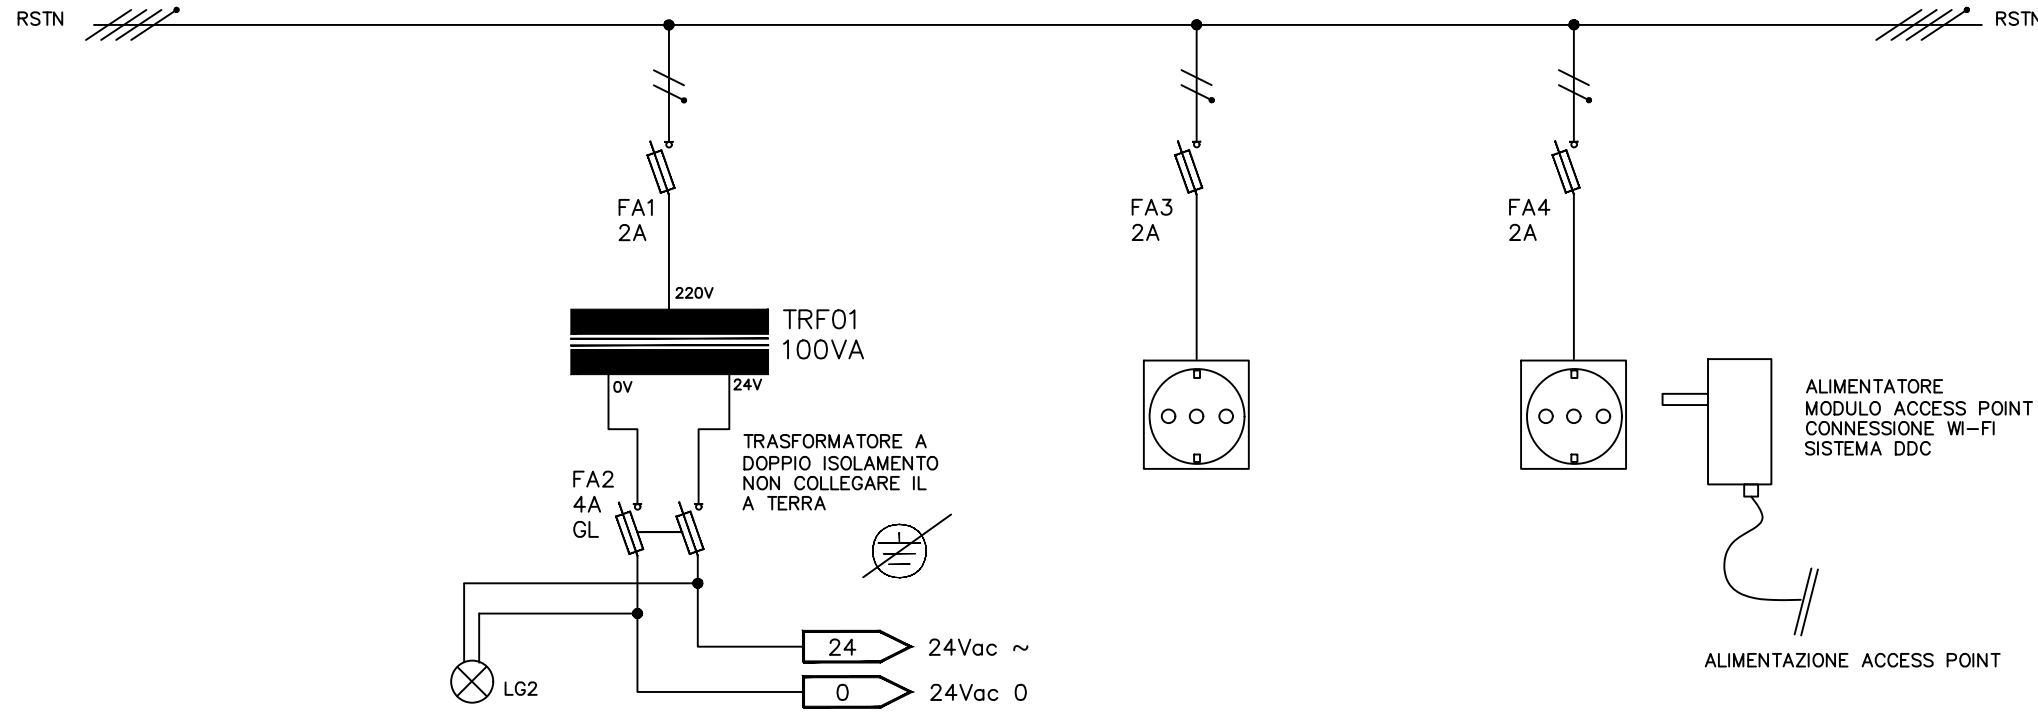 RSTN
RSTN
FA1
2A
FA3
2A
FA4
2A
220V
TRF01
100VA
0V
24V
TRASFORMATORE A
DOPPIO ISOLAMENTO
NON COLLEGARE IL
A TERRA
FA2
4A
GL
ALIMENTATORE
MODULO ACCESS POINT
CONNESSIONE WI-FI
SISTEMA DDC
24
24Vac ~
0
24Vac 0
LG2
ALIMENTAZIONE ACCESS POINT